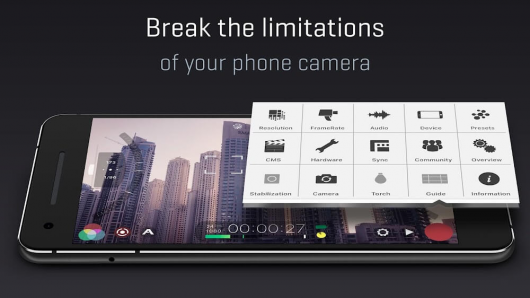 Break the limitations
of your phone camera
Resolution FrameRate Audio Device Presets
CMS Hardware Sync Community Overview
Stabilization Camera Torch Guide Information
A 00:00:27